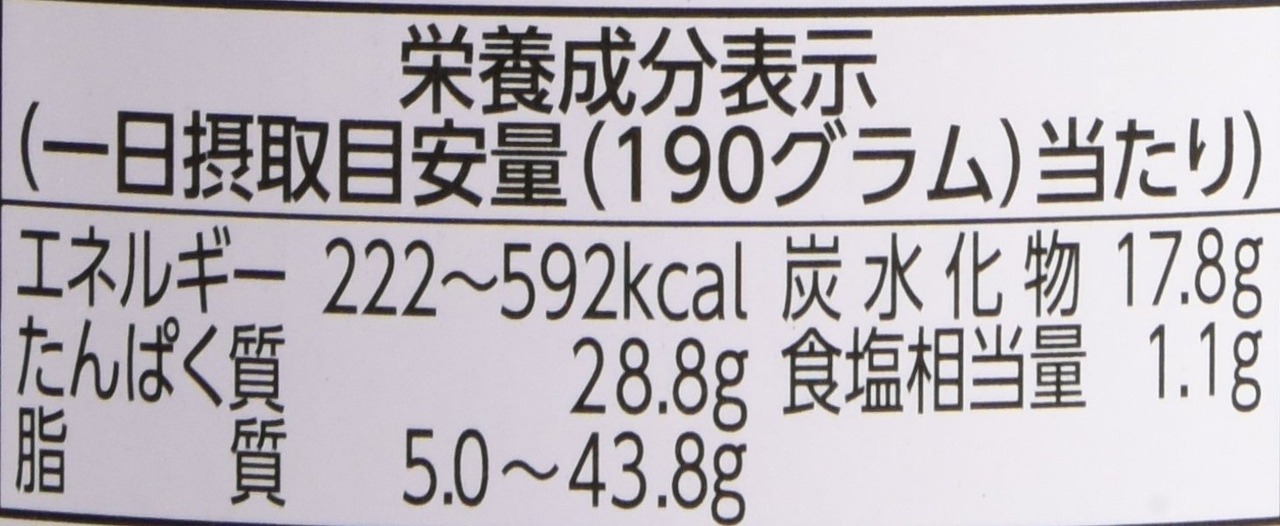 栄養成分表示
(一日摂取目安量(190グラム)当たり)
エネルギー 222～592kcal 炭水化物 17.8g
たんぱく質 28.8g 食塩相当量 1.1g
脂質 5.0～43.8g